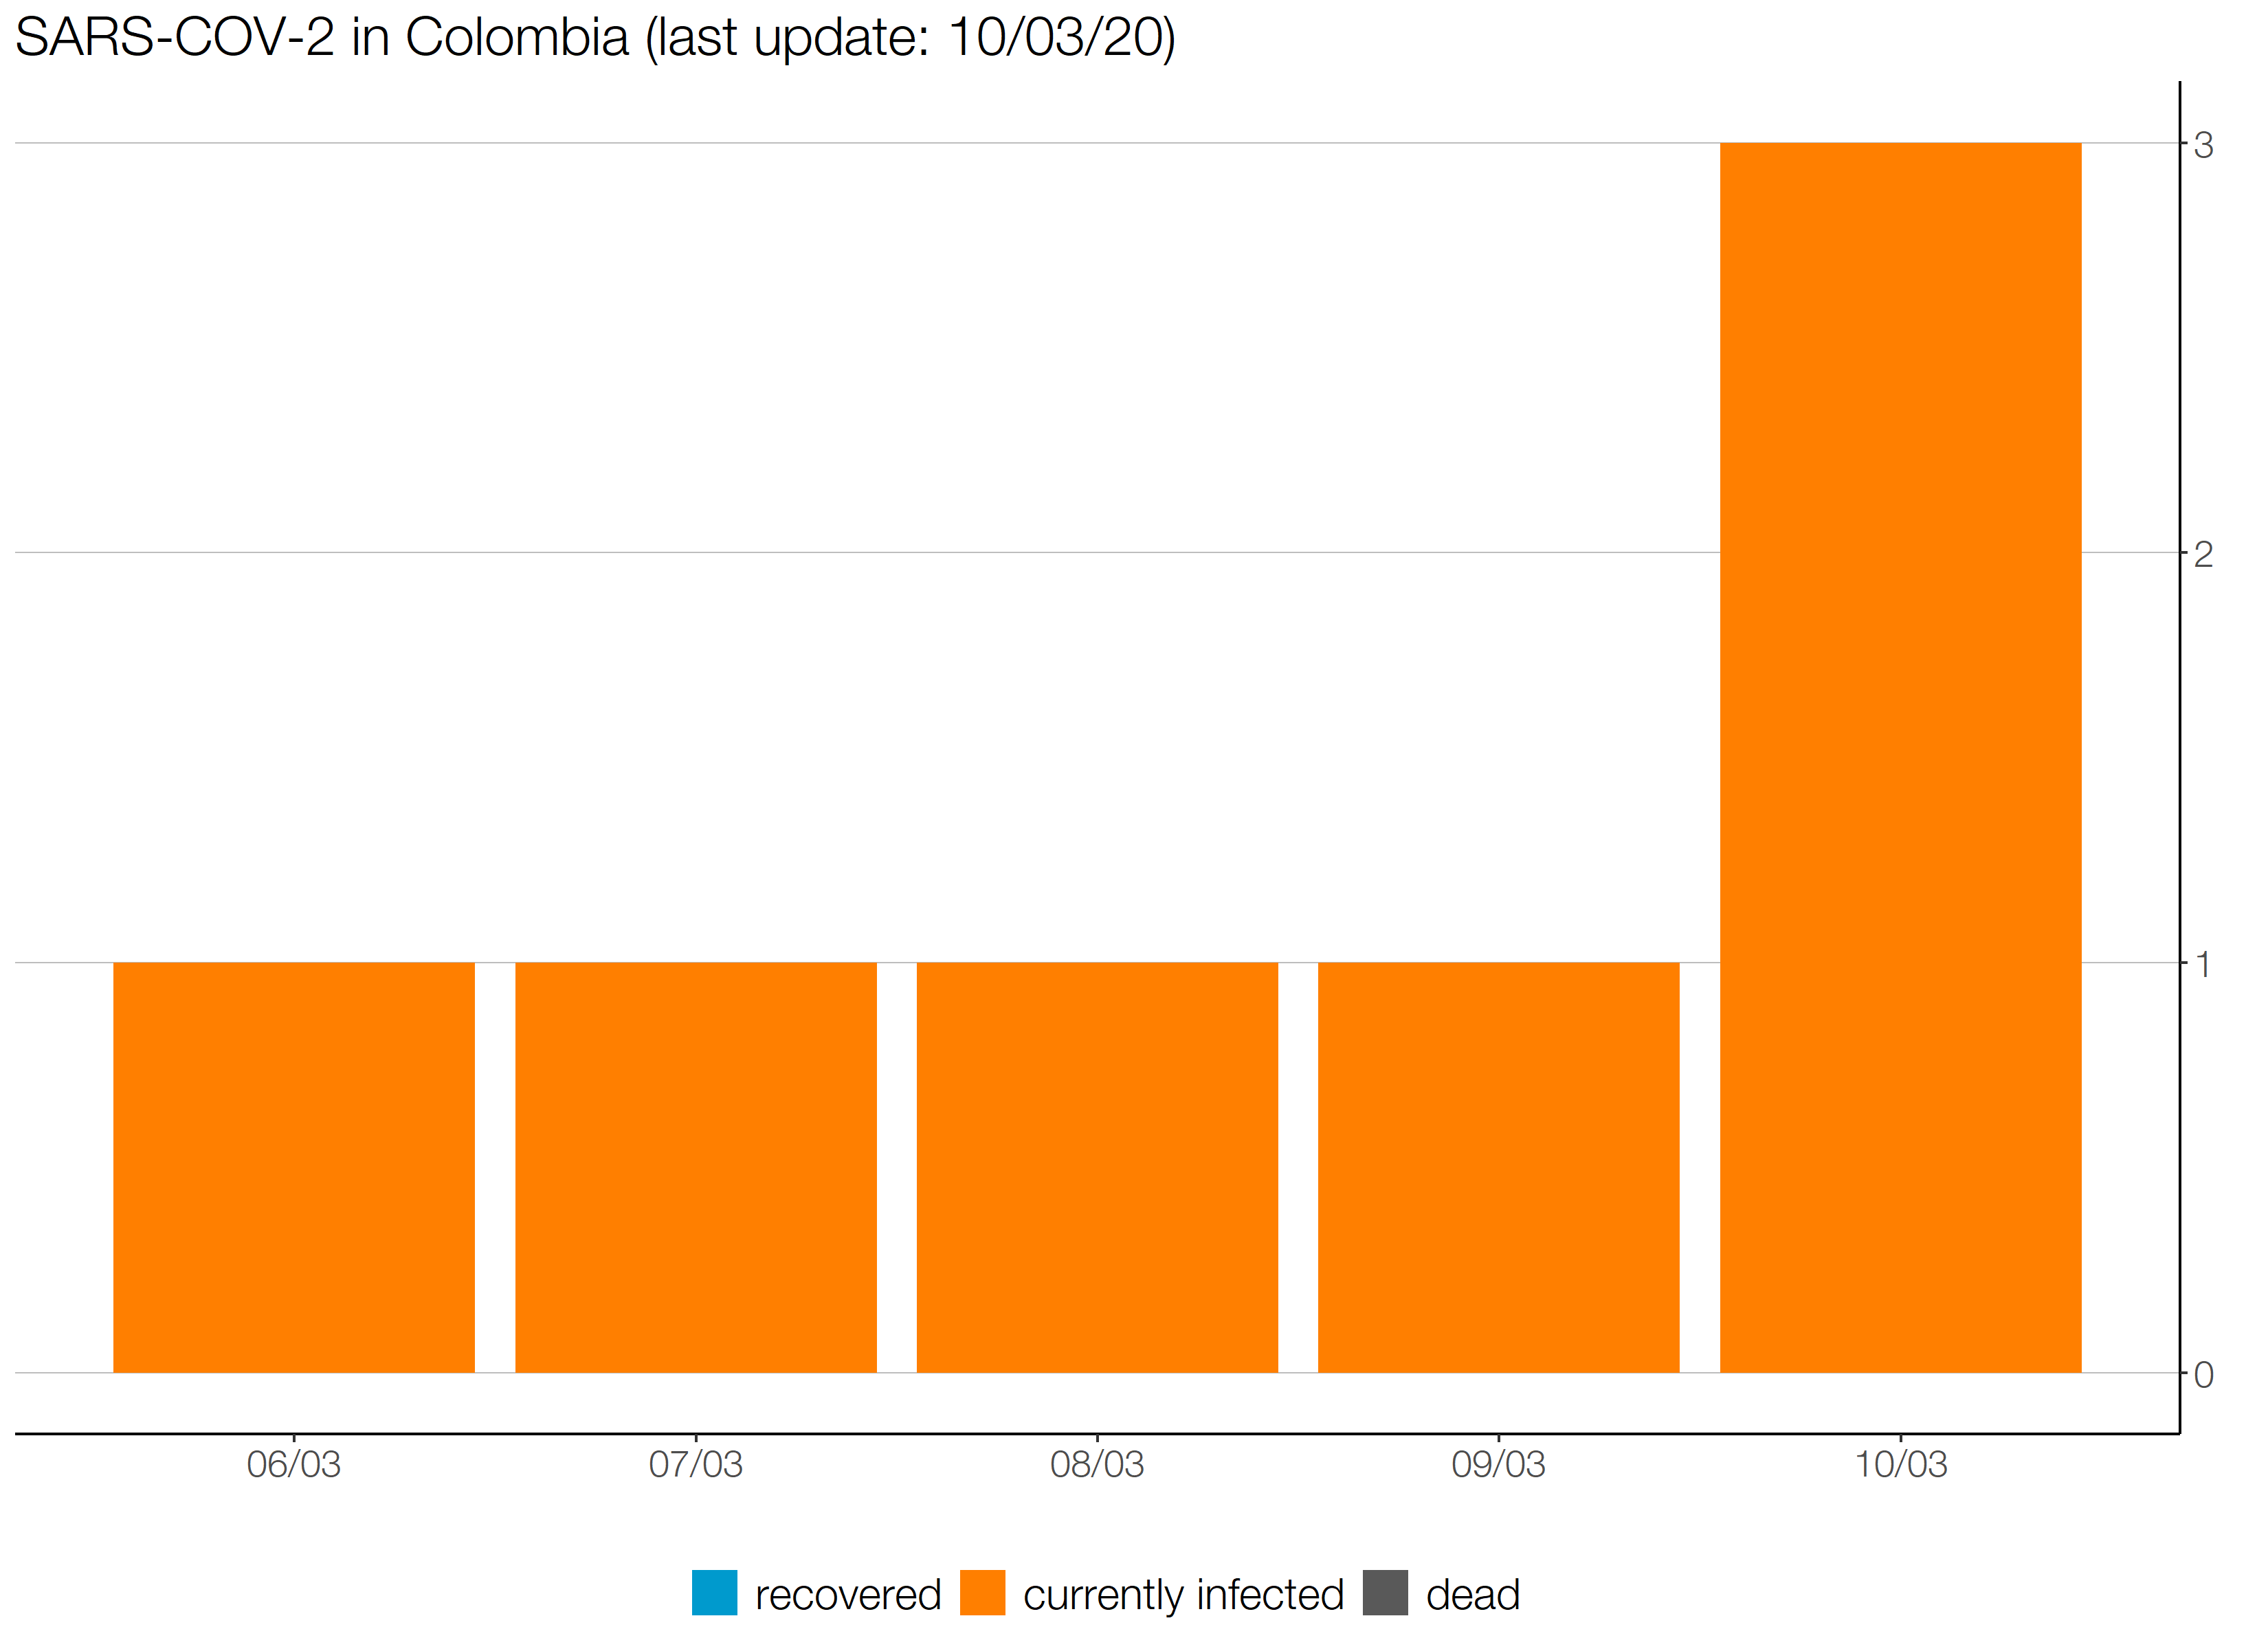 SARS-COV-2 in Colombia (last update: 10/03/20)
3
2
1
0
06/03 07/03 08/03 09/03 10/03
recovered currently infected dead